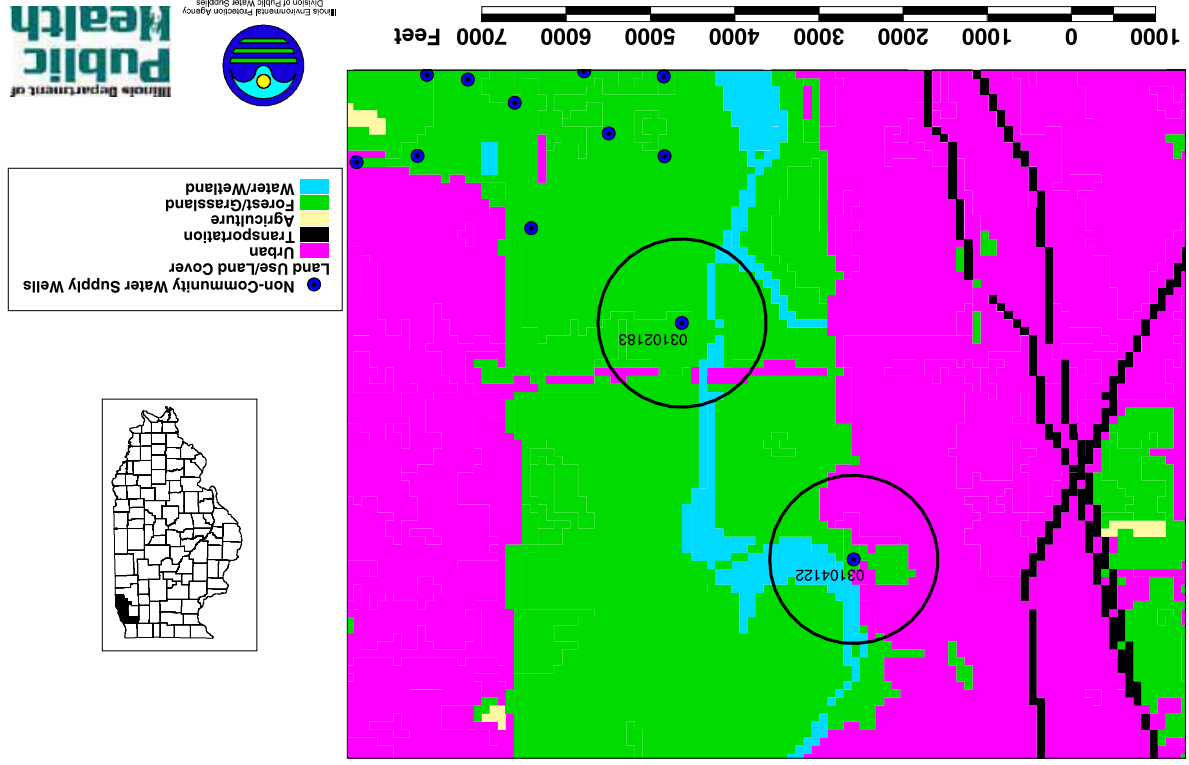 03104122
03102183
Non-Community Water Supply Wells
Land Use/Land Cover
Urban
Transportation
Agriculture
Forest/Grassland
Water/Wetland
1000 0 1000 2000 3000 4000 5000 6000 7000 Feet
Illinois Environmental Protection Agency
Division of Public Water Supplies
Illinois Department of
Public
Health